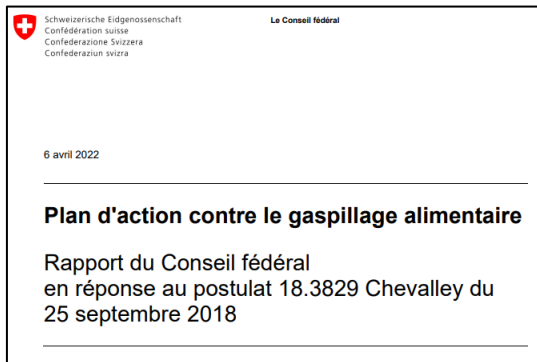 Schweizerische Eidgenossenschaft
Confédération suisse
Confederazione Svizzera
Confederaziun svizra
Le Conseil fédéral
6 avril 2022
Plan d'action contre le gaspillage alimentaire
Rapport du Conseil fédéral
en réponse au postulat 18.3829 Chevalley du
25 septembre 2018